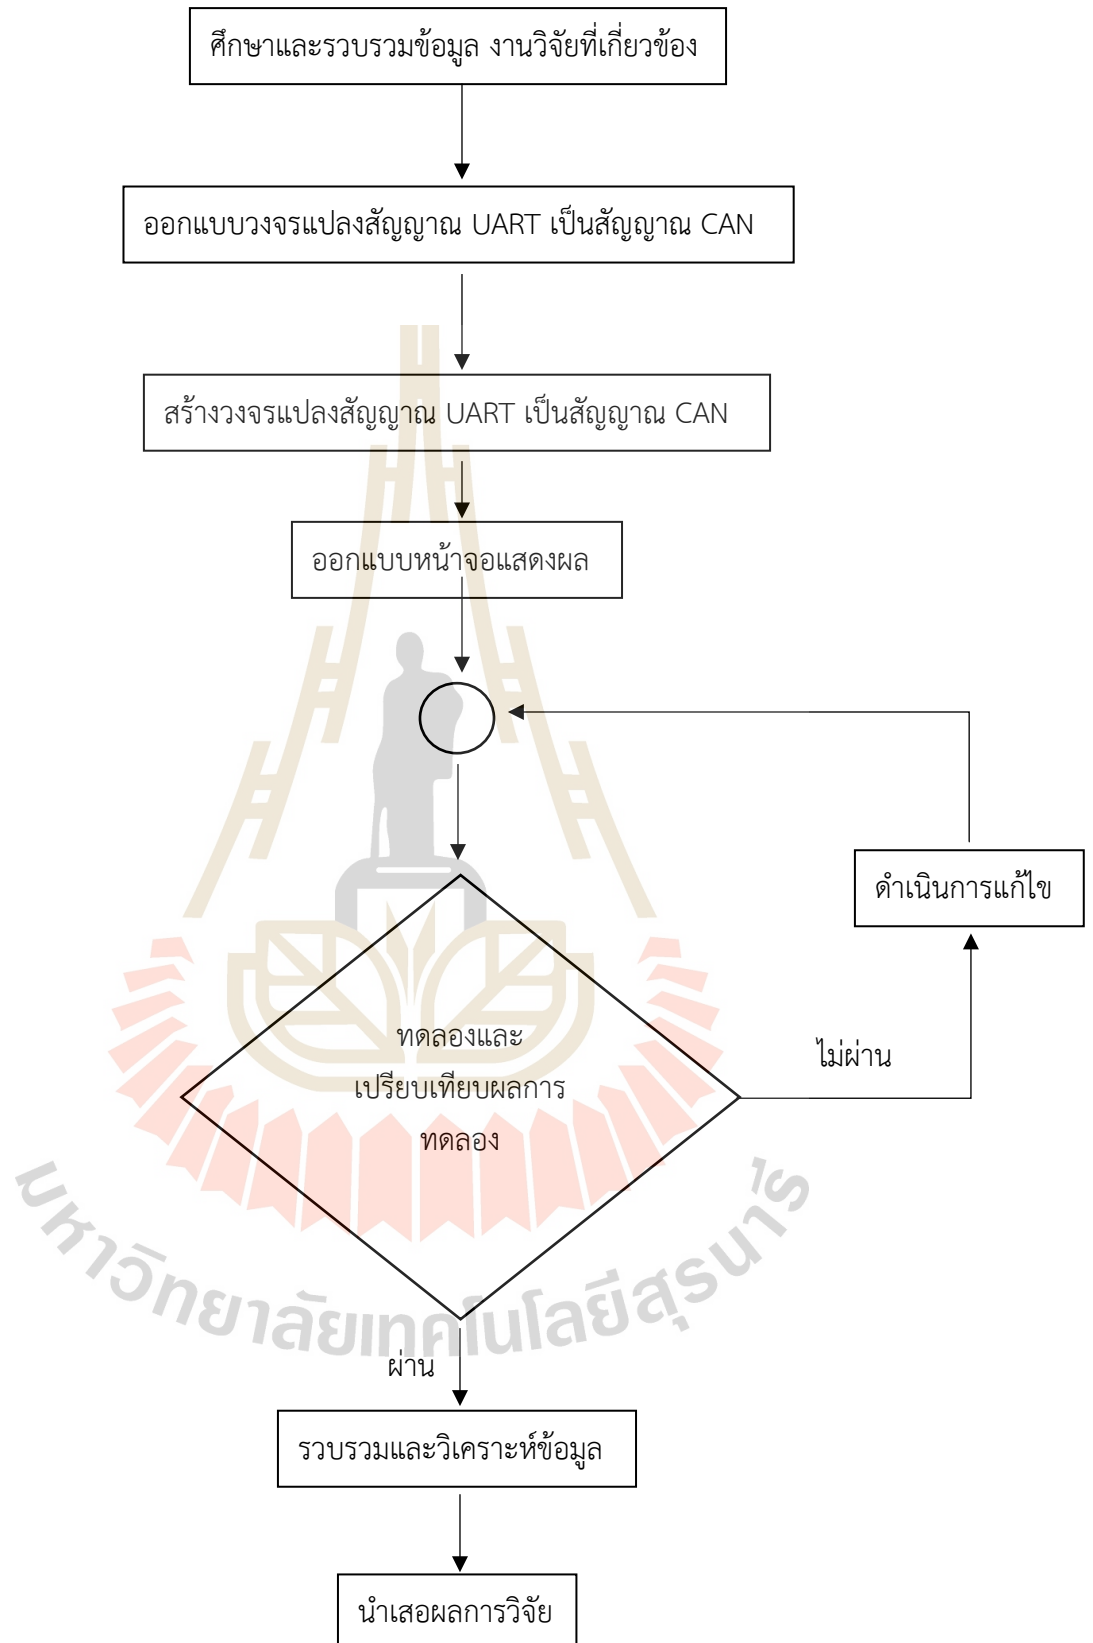 ศึกษาและรวบรวมข้อมูล งานวิจัยที่เกี่ยวข้อง
ออกแบบวงจรแปลงสัญญาณ UART เป็นสัญญาณ CAN
สร้างวงจรแปลงสัญญาณ UART เป็นสัญญาณ CAN
ออกแบบหน้าจอแสดงผล
ดำเนินการแก้ไข
ทดลองและ
เปรียบเทียบผลการ
ทดลอง
ไม่ผ่าน
มหาวิทยาลัยเทคโนโลยีสุรนารี
ผ่าน
รวบรวมและวิเคราะห์ข้อมูล
นำเสอผลการวิจัย